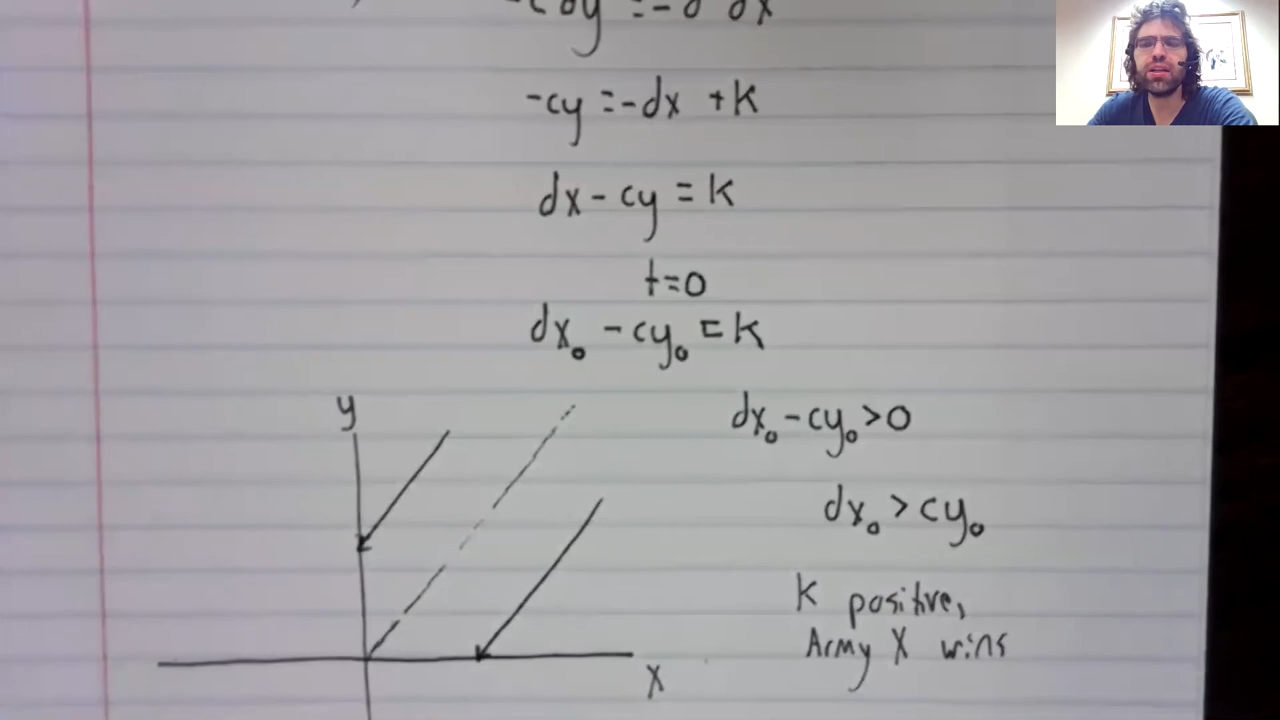 -cy = -dx + K
dx - cy = K
t=0
dx₀ - cy₀ = K
y
dx₀ - cy₀ > 0
dx₀ > cy₀
K positive,
Army X wins
x